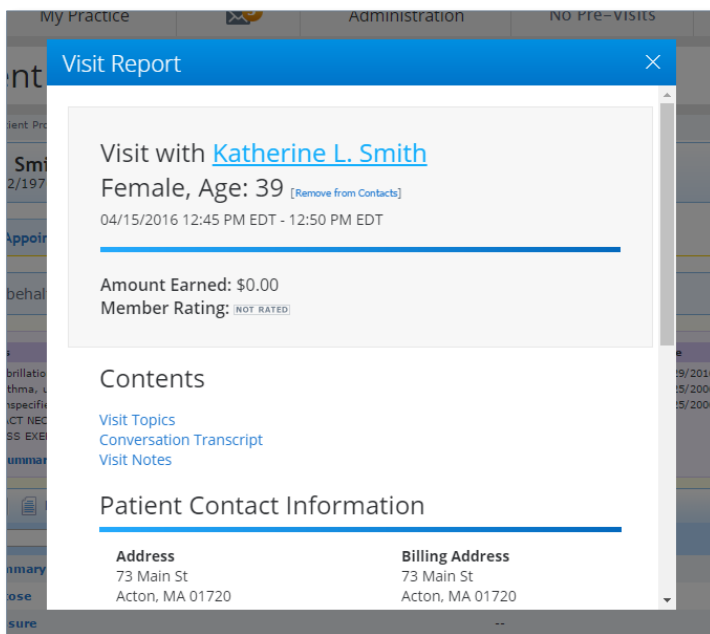 My Practice
Administration
No Pre-Visits
Visit Report
Visit with Katherine L. Smith
Female, Age: 39 [Remove from Contacts]
04/15/2016 12:45 PM EDT - 12:50 PM EDT
Amount Earned: $0.00
Member Rating: NOT RATED
Contents
Visit Topics
Conversation Transcript
Visit Notes
Patient Contact Information
Address
Billing Address
73 Main St
73 Main St
Acton, MA 01720
Acton, MA 01720
--